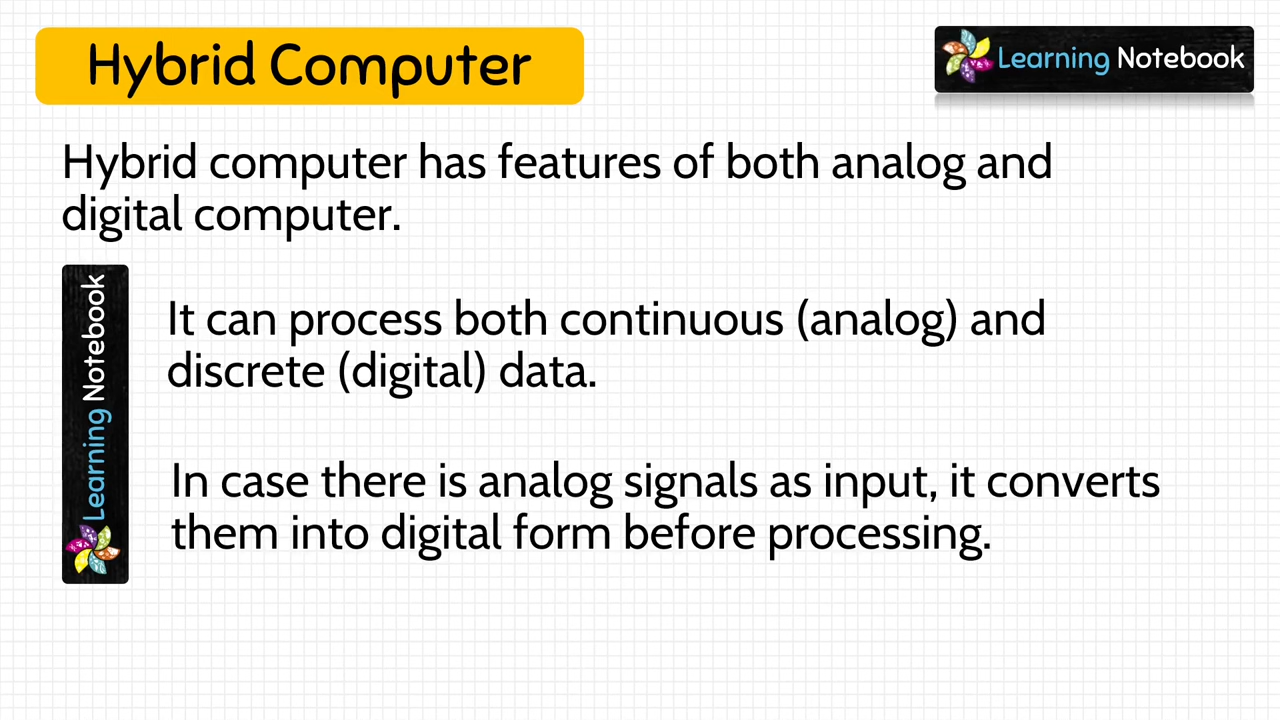 Hybrid Computer
Learning Notebook
Hybrid computer has features of both analog and
digital computer.
Learning Notebook
It can process both continuous (analog) and
discrete (digital) data.
In case there is analog signals as input, it converts
them into digital form before processing.